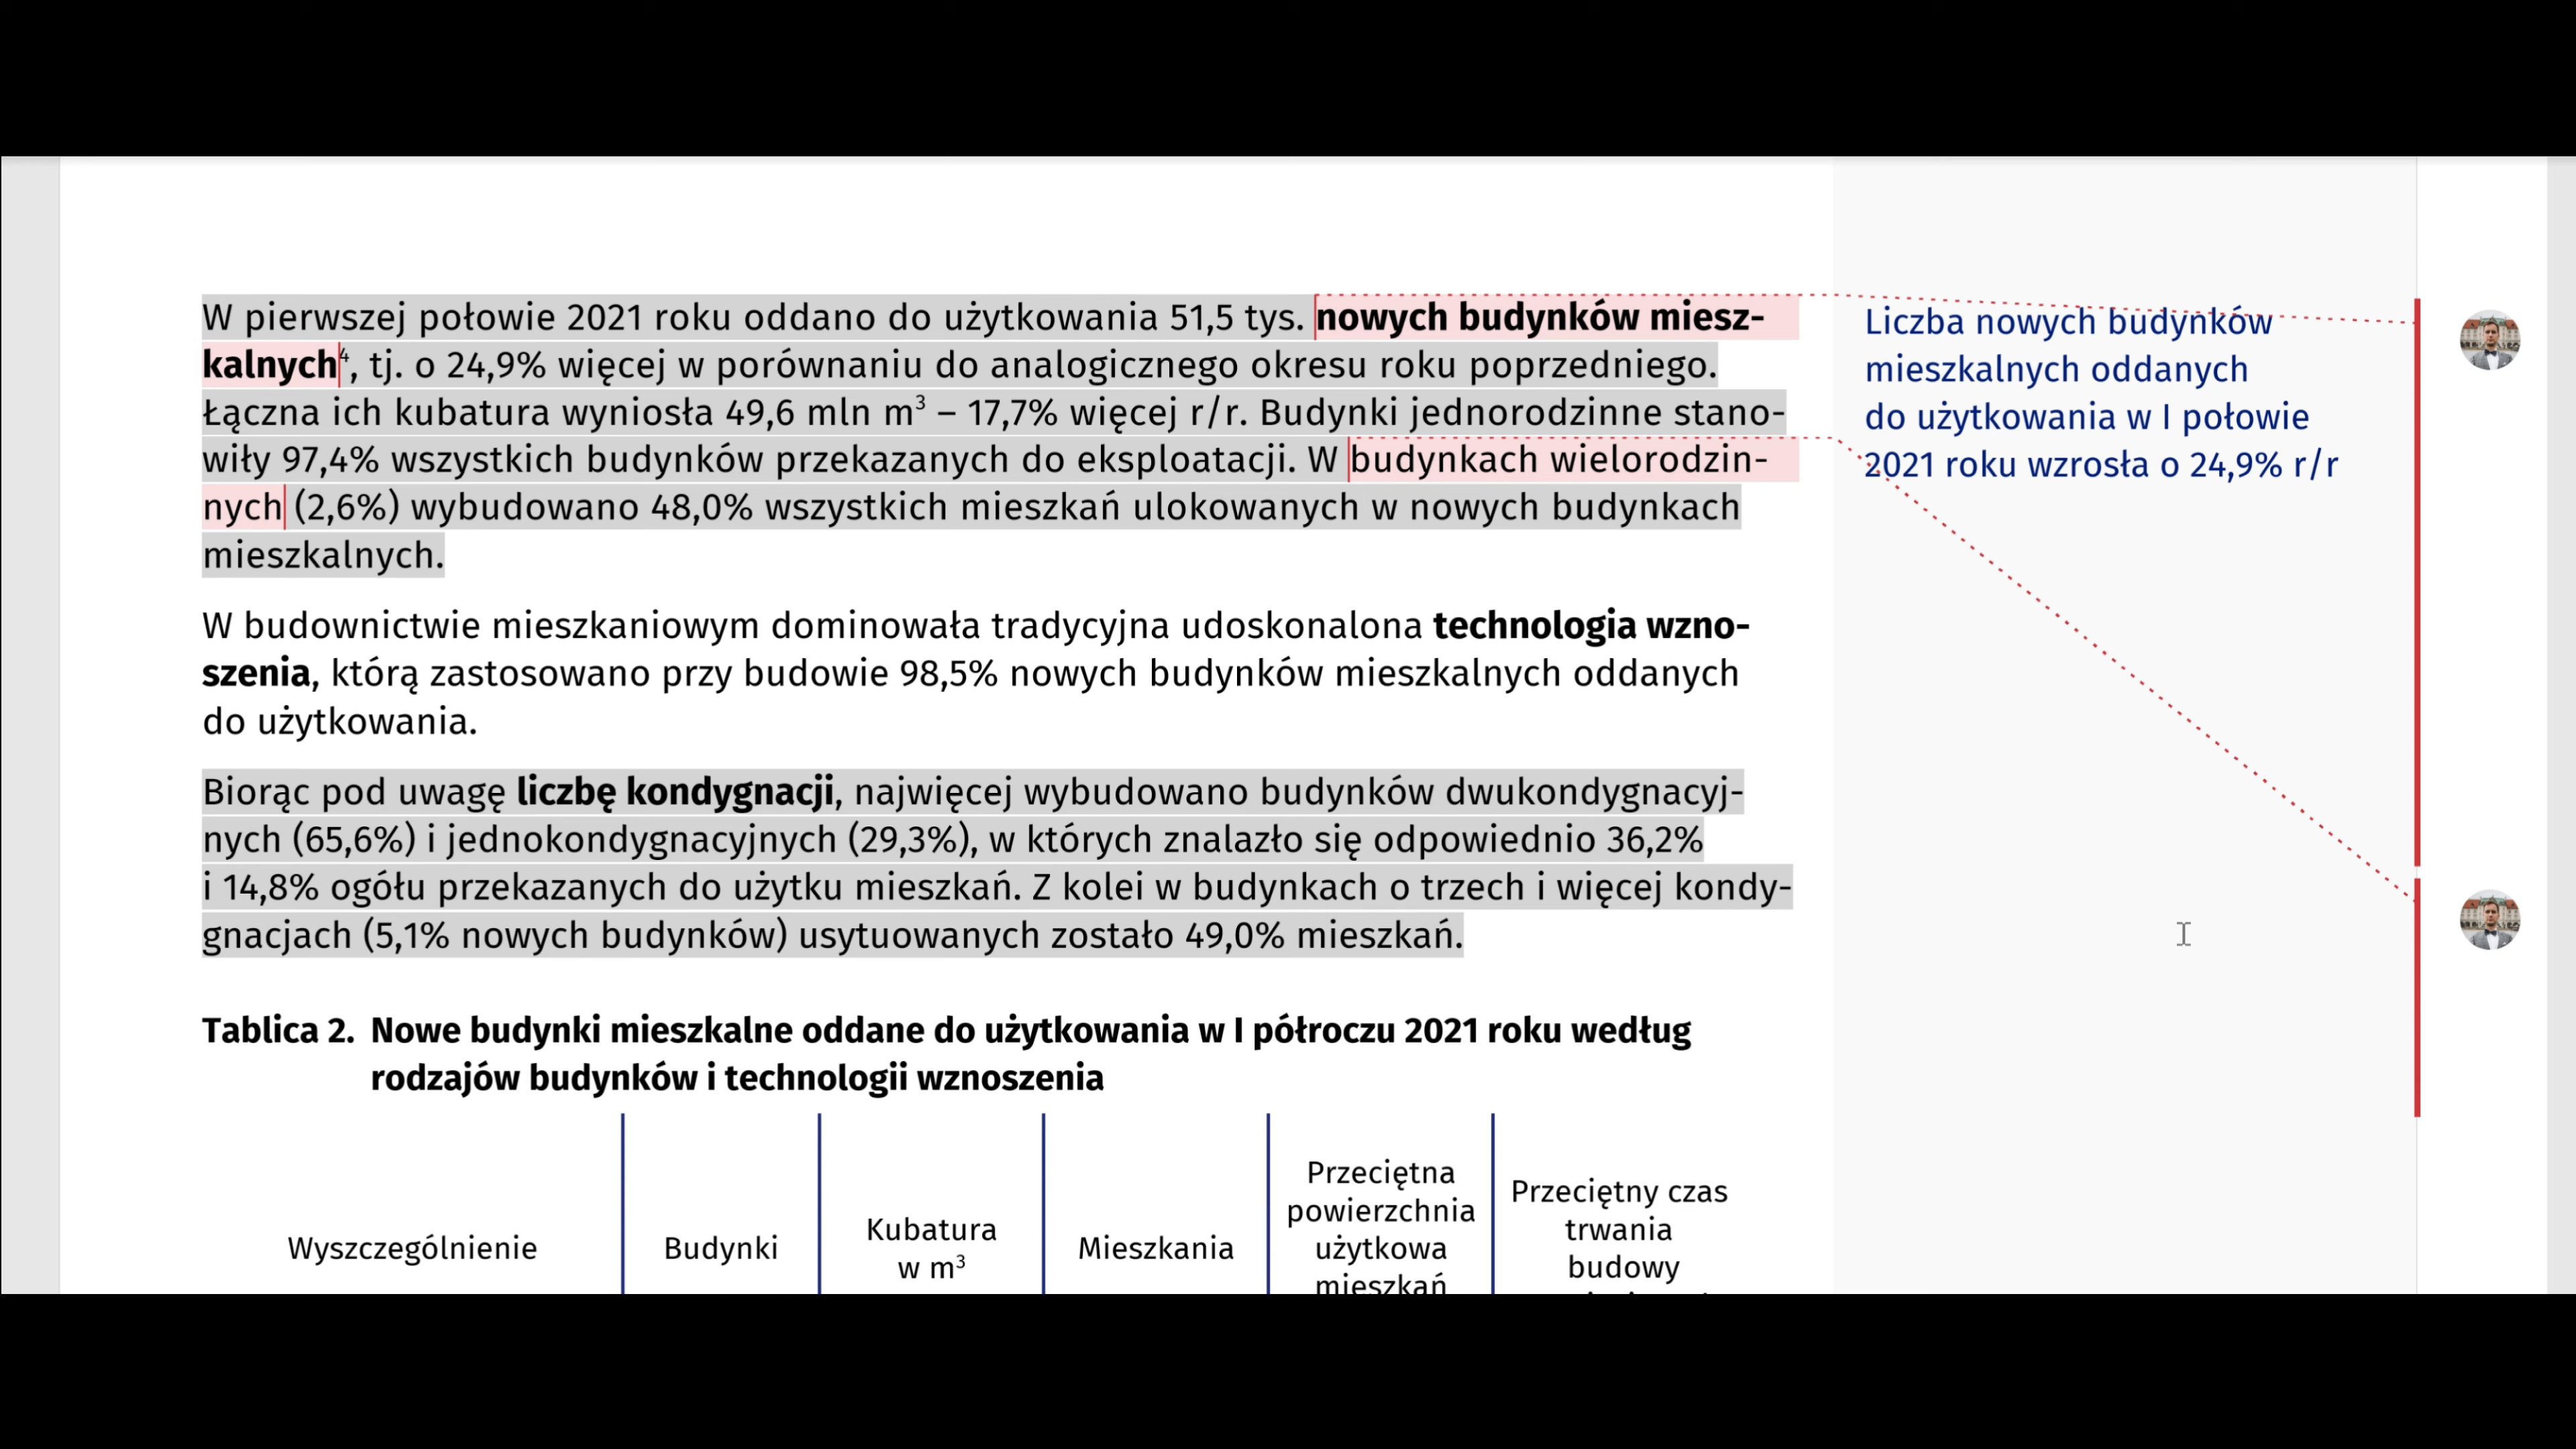 W pierwszej połowie 2021 roku oddano do użytkowania 51,5 tys. nowych budynków miesz-
kalnych⁴, tj. o 24,9% więcej w porównaniu do analogicznego okresu roku poprzedniego.
Łączna ich kubatura wyniosła 49,6 mln m³ – 17,7% więcej r/r. Budynki jednorodzinne stano-
wiły 97,4% wszystkich budynków przekazanych do eksploatacji. W budynkach wielorodzin-
nych (2,6%) wybudowano 48,0% wszystkich mieszkań ulokowanych w nowych budynkach
mieszkalnych.
W budownictwie mieszkaniowym dominowała tradycyjna udoskonalona technologia wzno-
szenia, którą zastosowano przy budowie 98,5% nowych budynków mieszkalnych oddanych
do użytkowania.
Biorąc pod uwagę liczbę kondygnacji, najwięcej wybudowano budynków dwukondygnacyj-
nych (65,6%) i jednokondygnacyjnych (29,3%), w których znalazło się odpowiednio 36,2%
i 14,8% ogółu przekazanych do użytku mieszkań. Z kolei w budynkach o trzech i więcej kondy-
gnacjach (5,1% nowych budynków) usytuowanych zostało 49,0% mieszkań.
Liczba nowych budynków
mieszkalnych oddanych
do użytkowania w I połowie
2021 roku wzrosła o 24,9% r/r
Tablica 2. Nowe budynki mieszkalne oddane do użytkowania w I półroczu 2021 roku według
rodzajów budynków i technologii wznoszenia
Wyszczególnienie
Budynki
Kubatura
w m³
Mieszkania
Przeciętna
powierzchnia
użytkowa
mieszkań
Przeciętny czas
trwania
budowy